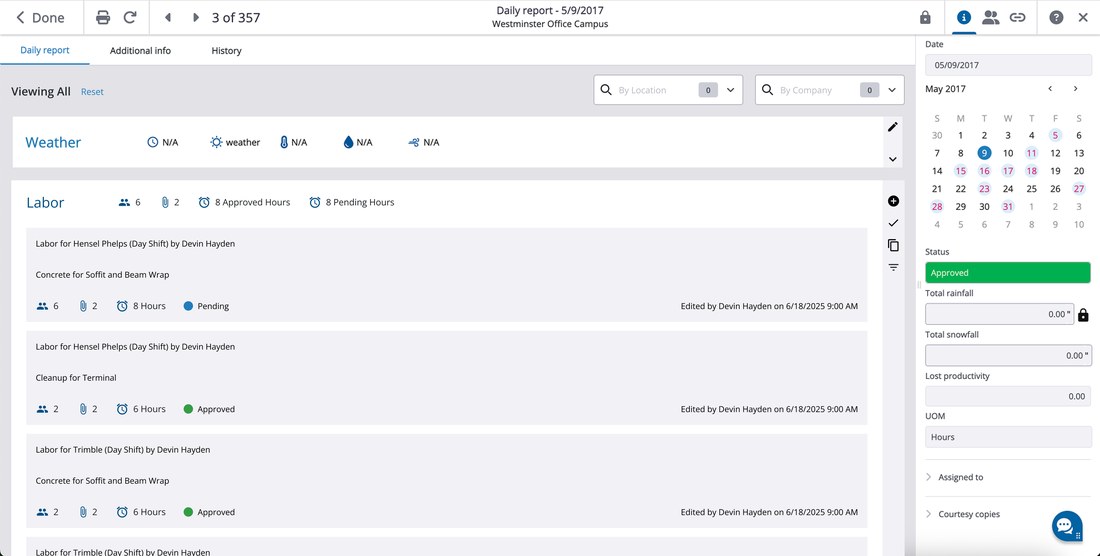 Done
3 of 357
Daily report - 5/9/2017
Westminster Office Campus
Daily report
Additional info
History
Viewing All
Reset
By Location
0
By Company
0
Weather
N/A
weather
N/A
N/A
N/A
Labor
6
2
8 Approved Hours
8 Pending Hours
Labor for Hensel Phelps (Day Shift) by Devin Hayden
Concrete for Soffit and Beam Wrap
6
2
8 Hours
Pending
Edited by Devin Hayden on 6/18/2025 9:00 AM
Labor for Hensel Phelps (Day Shift) by Devin Hayden
Cleanup for Terminal
2
2
6 Hours
Approved
Edited by Devin Hayden on 6/18/2025 9:00 AM
Labor for Trimble (Day Shift) by Devin Hayden
Concrete for Soffit and Beam Wrap
2
2
6 Hours
Approved
Edited by Devin Hayden on 6/18/2025 9:00 AM
Labor for Trimble (Day Shift) by Devin Hayden
Date
05/09/2017
May 2017
S M T W T F S
30 1 2 3 4 5 6
7 8 9 10 11 12 13
14 15 16 17 18 19 20
21 22 23 24 25 26 27
28 29 30 31 1 2 3
4 5 6 7 8 9 10
Status
Approved
Total rainfall
0.00 "
Total snowfall
0.00 "
Lost productivity
0.00
UOM
Hours
Assigned to
Courtesy copies